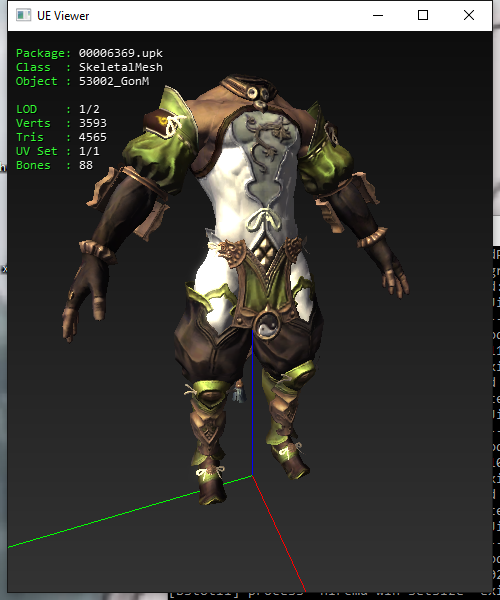 UE Viewer
Package: 00006369.upk
Class : SkeletalMesh
Object : 53002_GonM
LOD : 1/2
Verts : 3593
Tris : 4565
UV Set : 1/1
Bones : 88